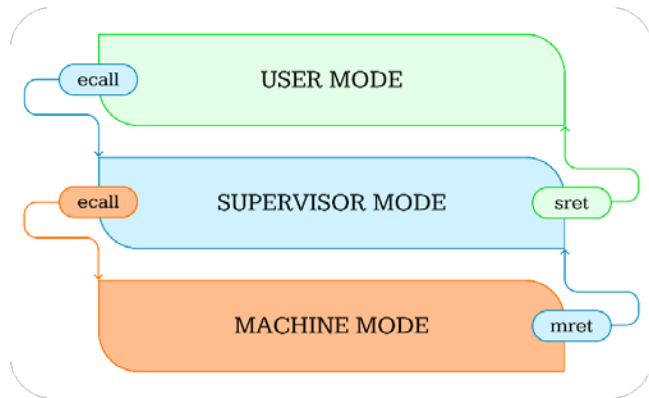 ecall
USER MODE
ecall
SUPERVISOR MODE
sret
MACHINE MODE
mret